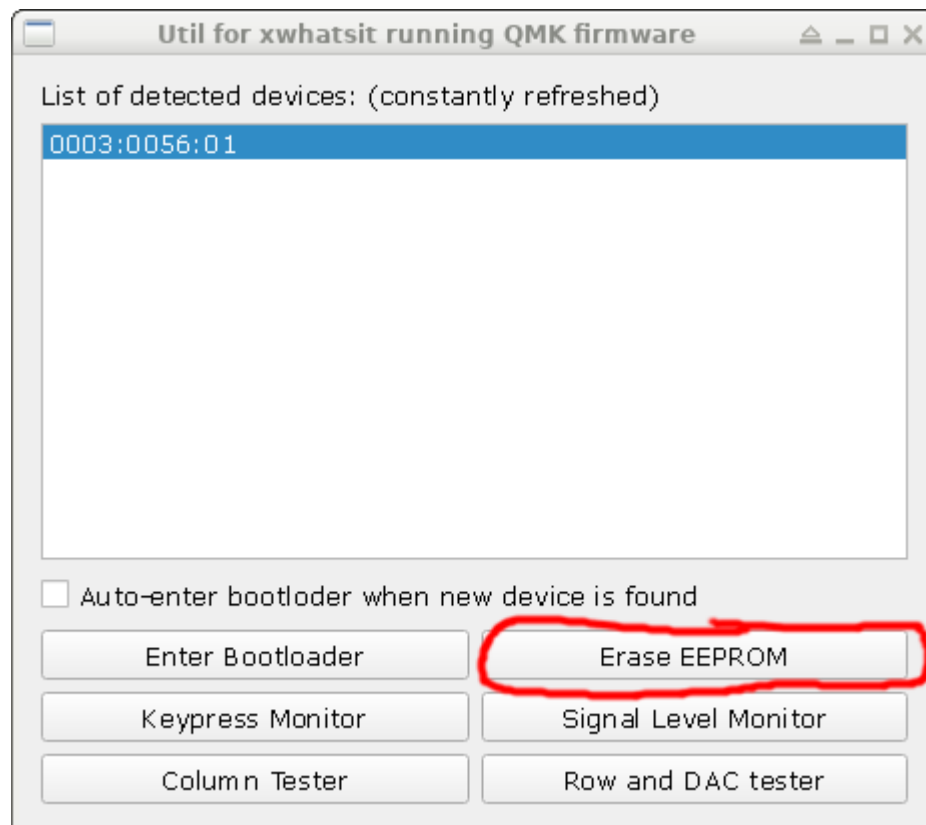 Util for xwhatsit running QMK firmware
List of detected devices: (constantly refreshed)
0003:0056:01
Auto-enter bootloder when new device is found
Enter Bootloader
Erase EEPROM
Keypress Monitor
Signal Level Monitor
Column Tester
Row and DAC tester